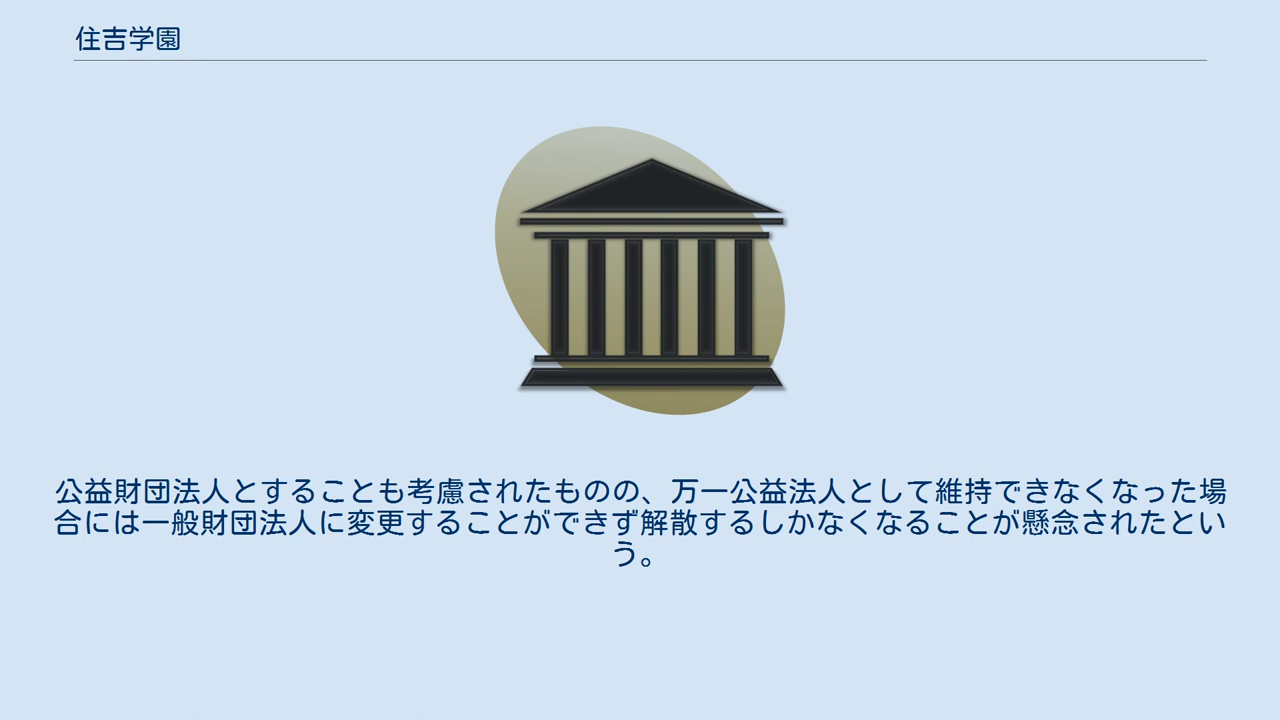 住吉学園
公益財団法人とすることも考慮されたものの、万一公益法人として維持できなくなった場
合には一般財団法人に変更することができず解散するしかなくなることが懸念されたとい
う。